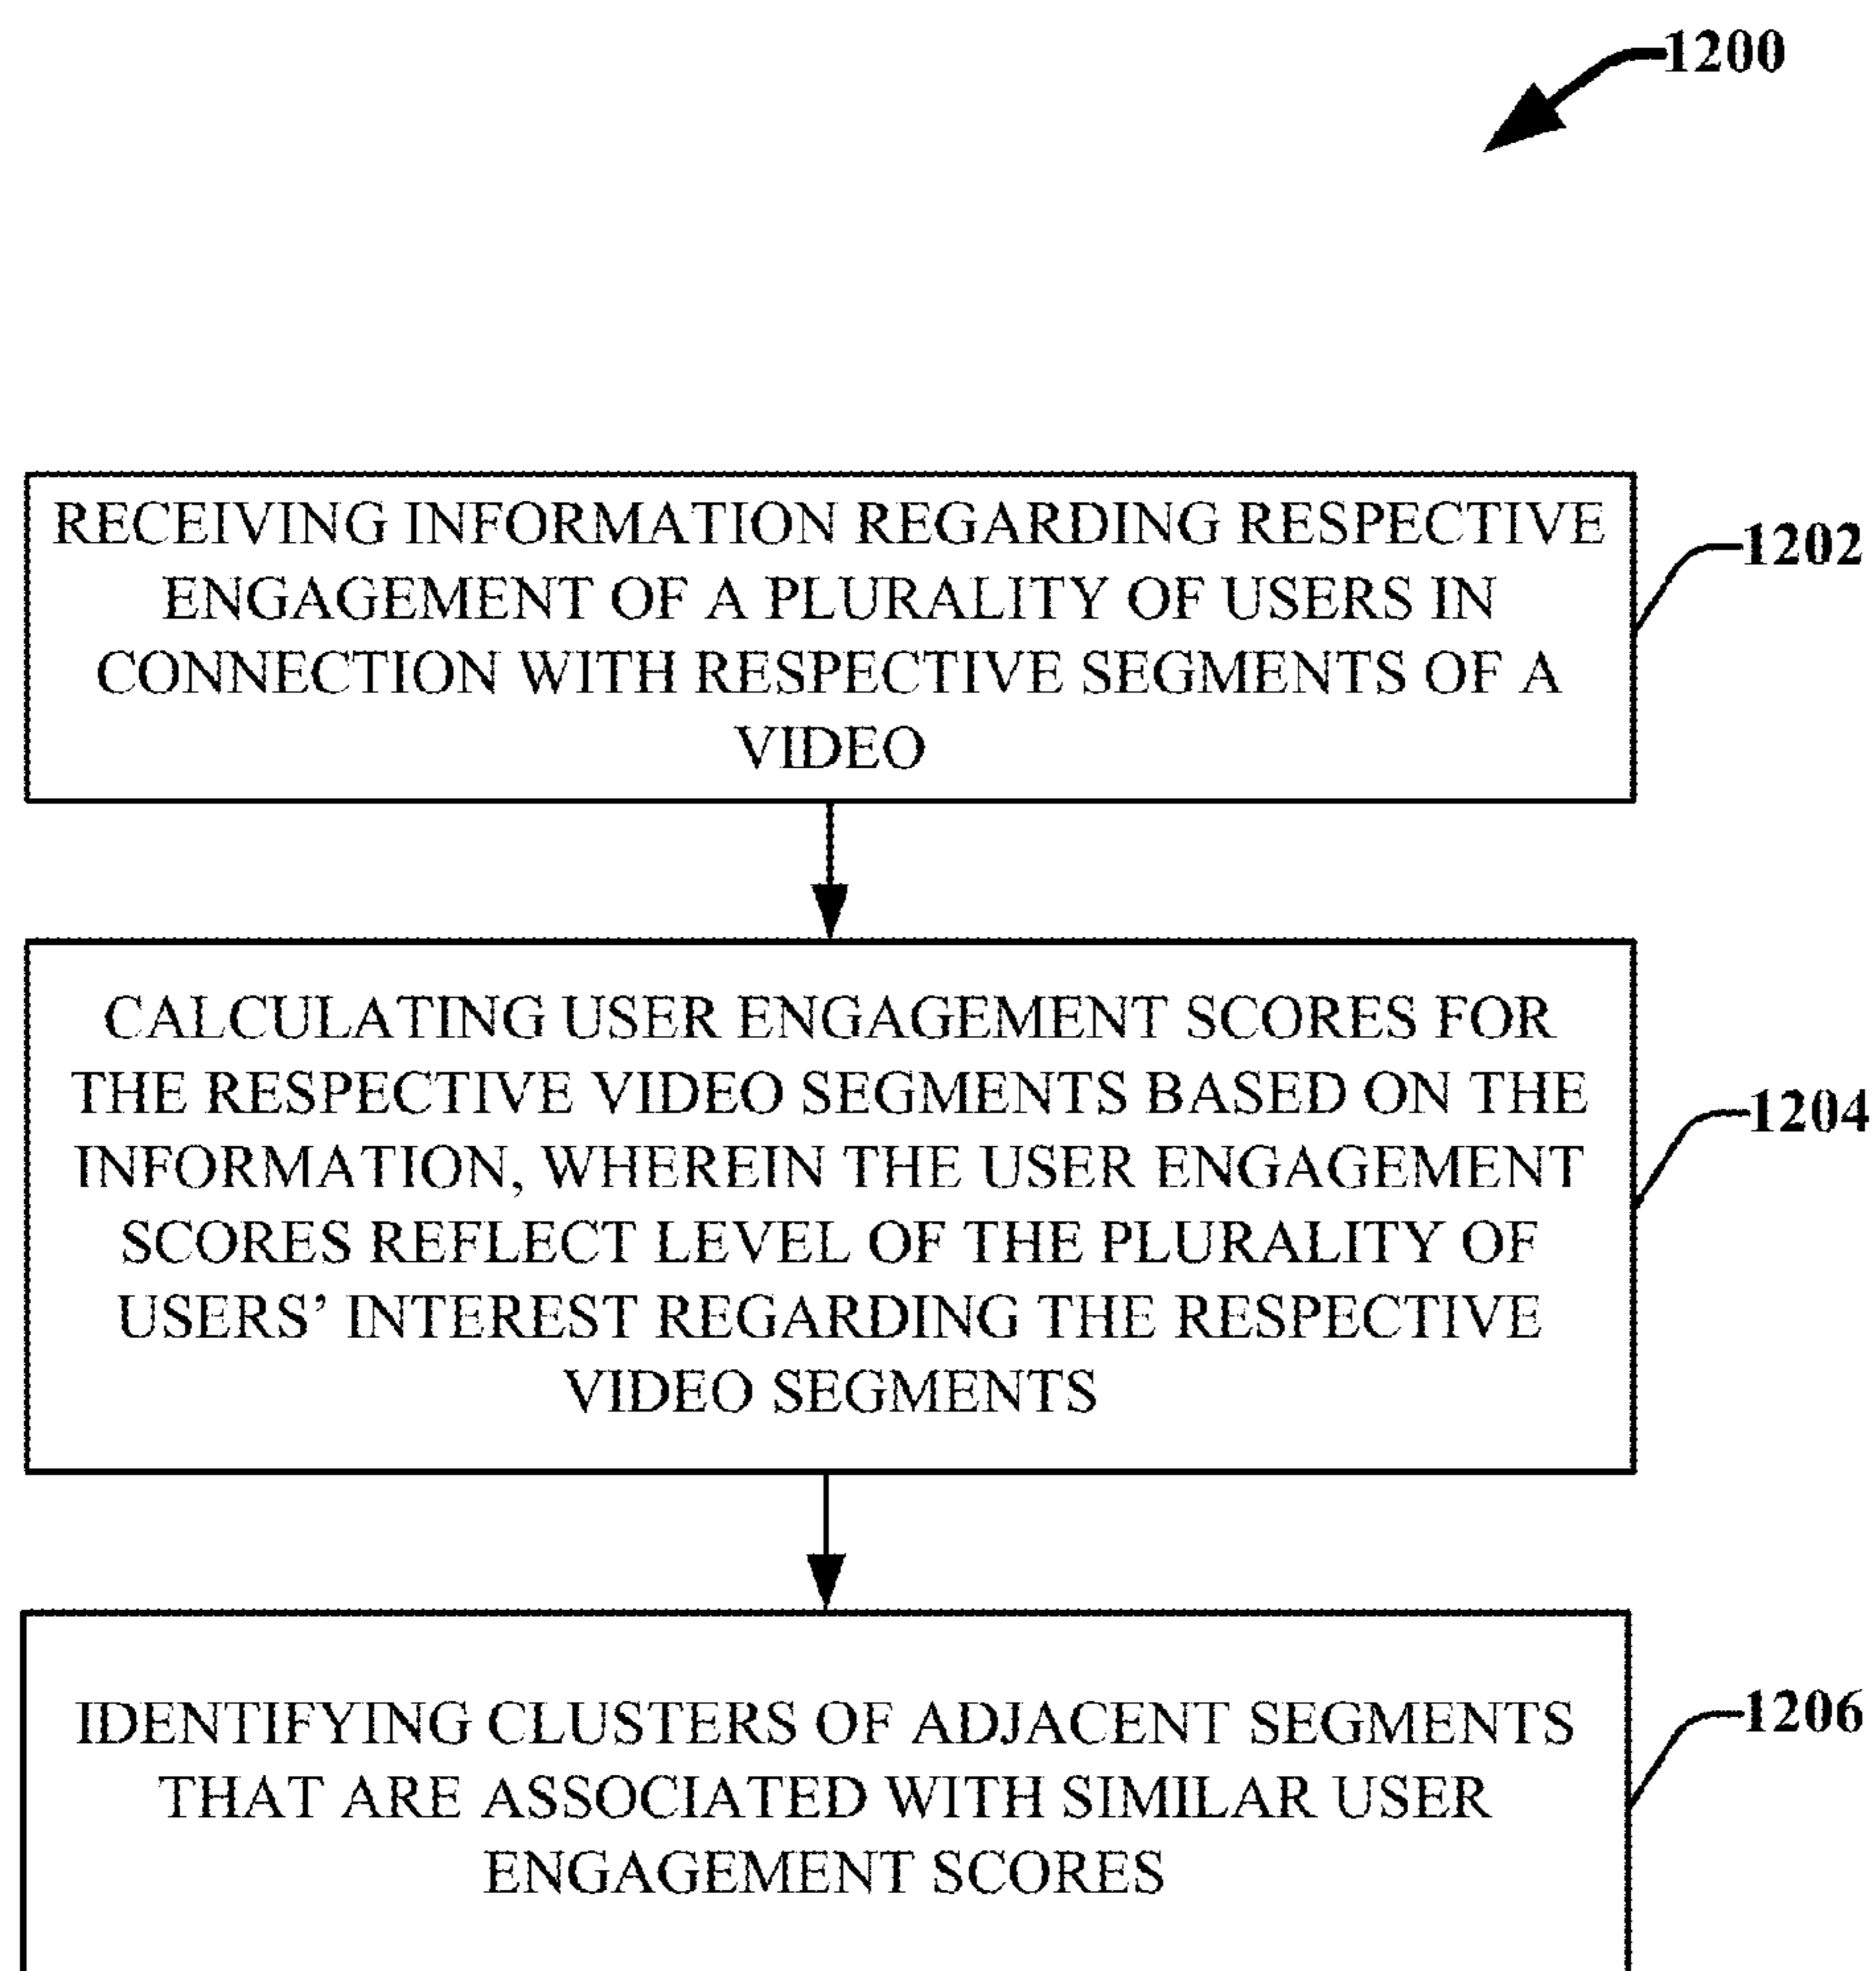 1200
RECEIVING INFORMATION REGARDING RESPECTIVE
ENGAGEMENT OF A PLURALITY OF USERS IN
CONNECTION WITH RESPECTIVE SEGMENTS OF A
VIDEO
1202
CALCULATING USER ENGAGEMENT SCORES FOR
THE RESPECTIVE VIDEO SEGMENTS BASED ON THE
INFORMATION, WHEREIN THE USER ENGAGEMENT
SCORES REFLECT LEVEL OF THE PLURALITY OF
USERS’ INTEREST REGARDING THE RESPECTIVE
VIDEO SEGMENTS
1204
IDENTIFYING CLUSTERS OF ADJACENT SEGMENTS
THAT ARE ASSOCIATED WITH SIMILAR USER
ENGAGEMENT SCORES
1206